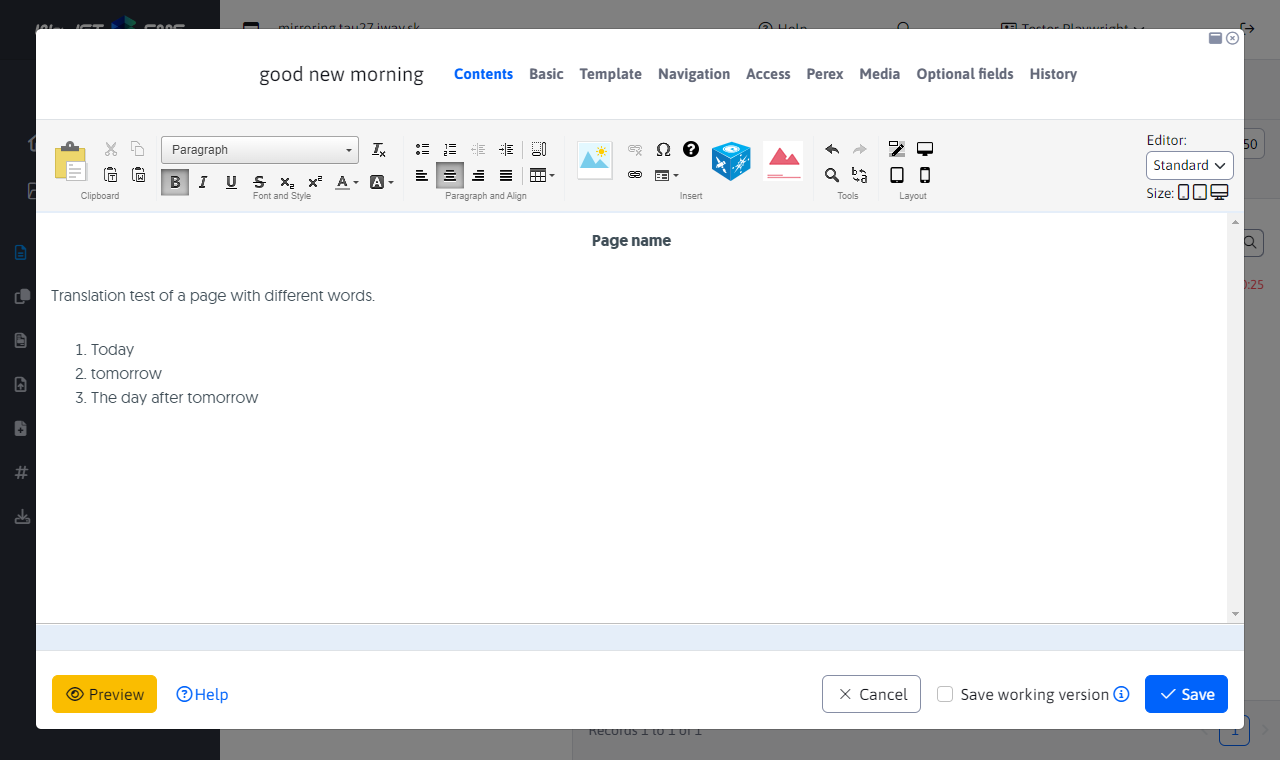 mirroring.tau27.iway.sk
Help
Tester Playwright
good new morning
Contents Basic Template Navigation Access Perex Media Optional fields History
Paragraph
Clipboard
Font and Style
Paragraph and Align
Insert
Tools
Layout
Editor:
Standard
Size:
50
Page name
Translation test of a page with different words.
0:25
1. Today
2. tomorrow
3. The day after tomorrow
Preview
Help
Cancel
Save working version
Save
Records 1 to 1 of 1
1